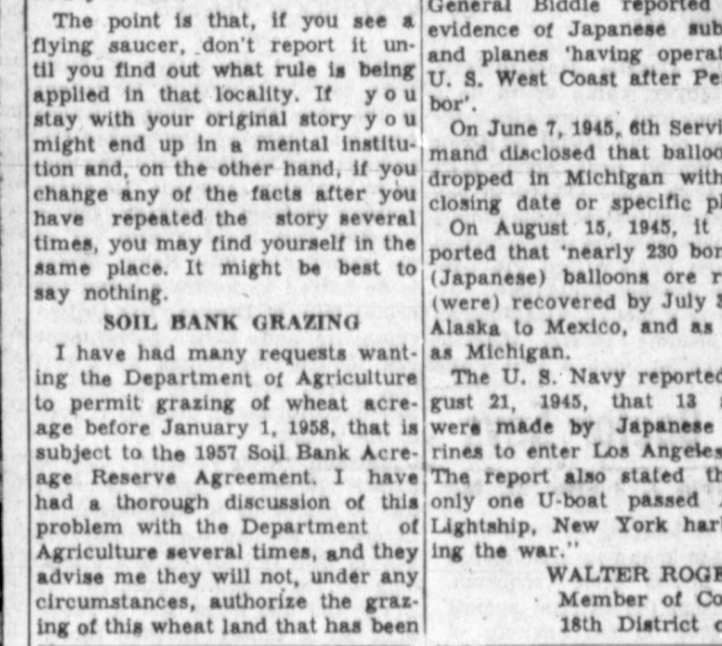 The point is that, if you see a
flying saucer, don't report it un-
til you find out what rule is being
applied in that locality. If you
stay with your original story you
might end up in a mental institu-
tion and, on the other hand, if you
change any of the facts after you
have repeated the story several
times, you may find yourself in the
same place. It might be best to
say nothing.
SOIL BANK GRAZING
I have had many requests want-
ing the Department of Agriculture
to permit grazing of wheat acre-
age before January 1, 1958, that is
subject to the 1957 Soil Bank Acre-
age Reserve Agreement. I have
had a thorough discussion of this
problem with the Department of
Agriculture several times, and they
advise me they will not, under any
circumstances, authorize the graz-
ing of this wheat land that has been
General Biddle reported
evidence of Japanese sub
and planes 'having operat
U. S. West Coast after Pe
bor'.
On June 7, 1945, 6th Servi
mand disclosed that balloo
dropped in Michigan with
closing date or specific pl
On August 15, 1945, it
ported that 'nearly 230 bom
(Japanese) balloons ore
(were) recovered by July
Alaska to Mexico, and as
as Michigan.
The U. S. Navy reported
gust 21, 1945, that 13
were made by Japanese
rines to enter Los Angeles
The report also stated th
only one U-boat passed
Lightship, New York har
ing the war."
WALTER ROGE
Member of Co
18th District